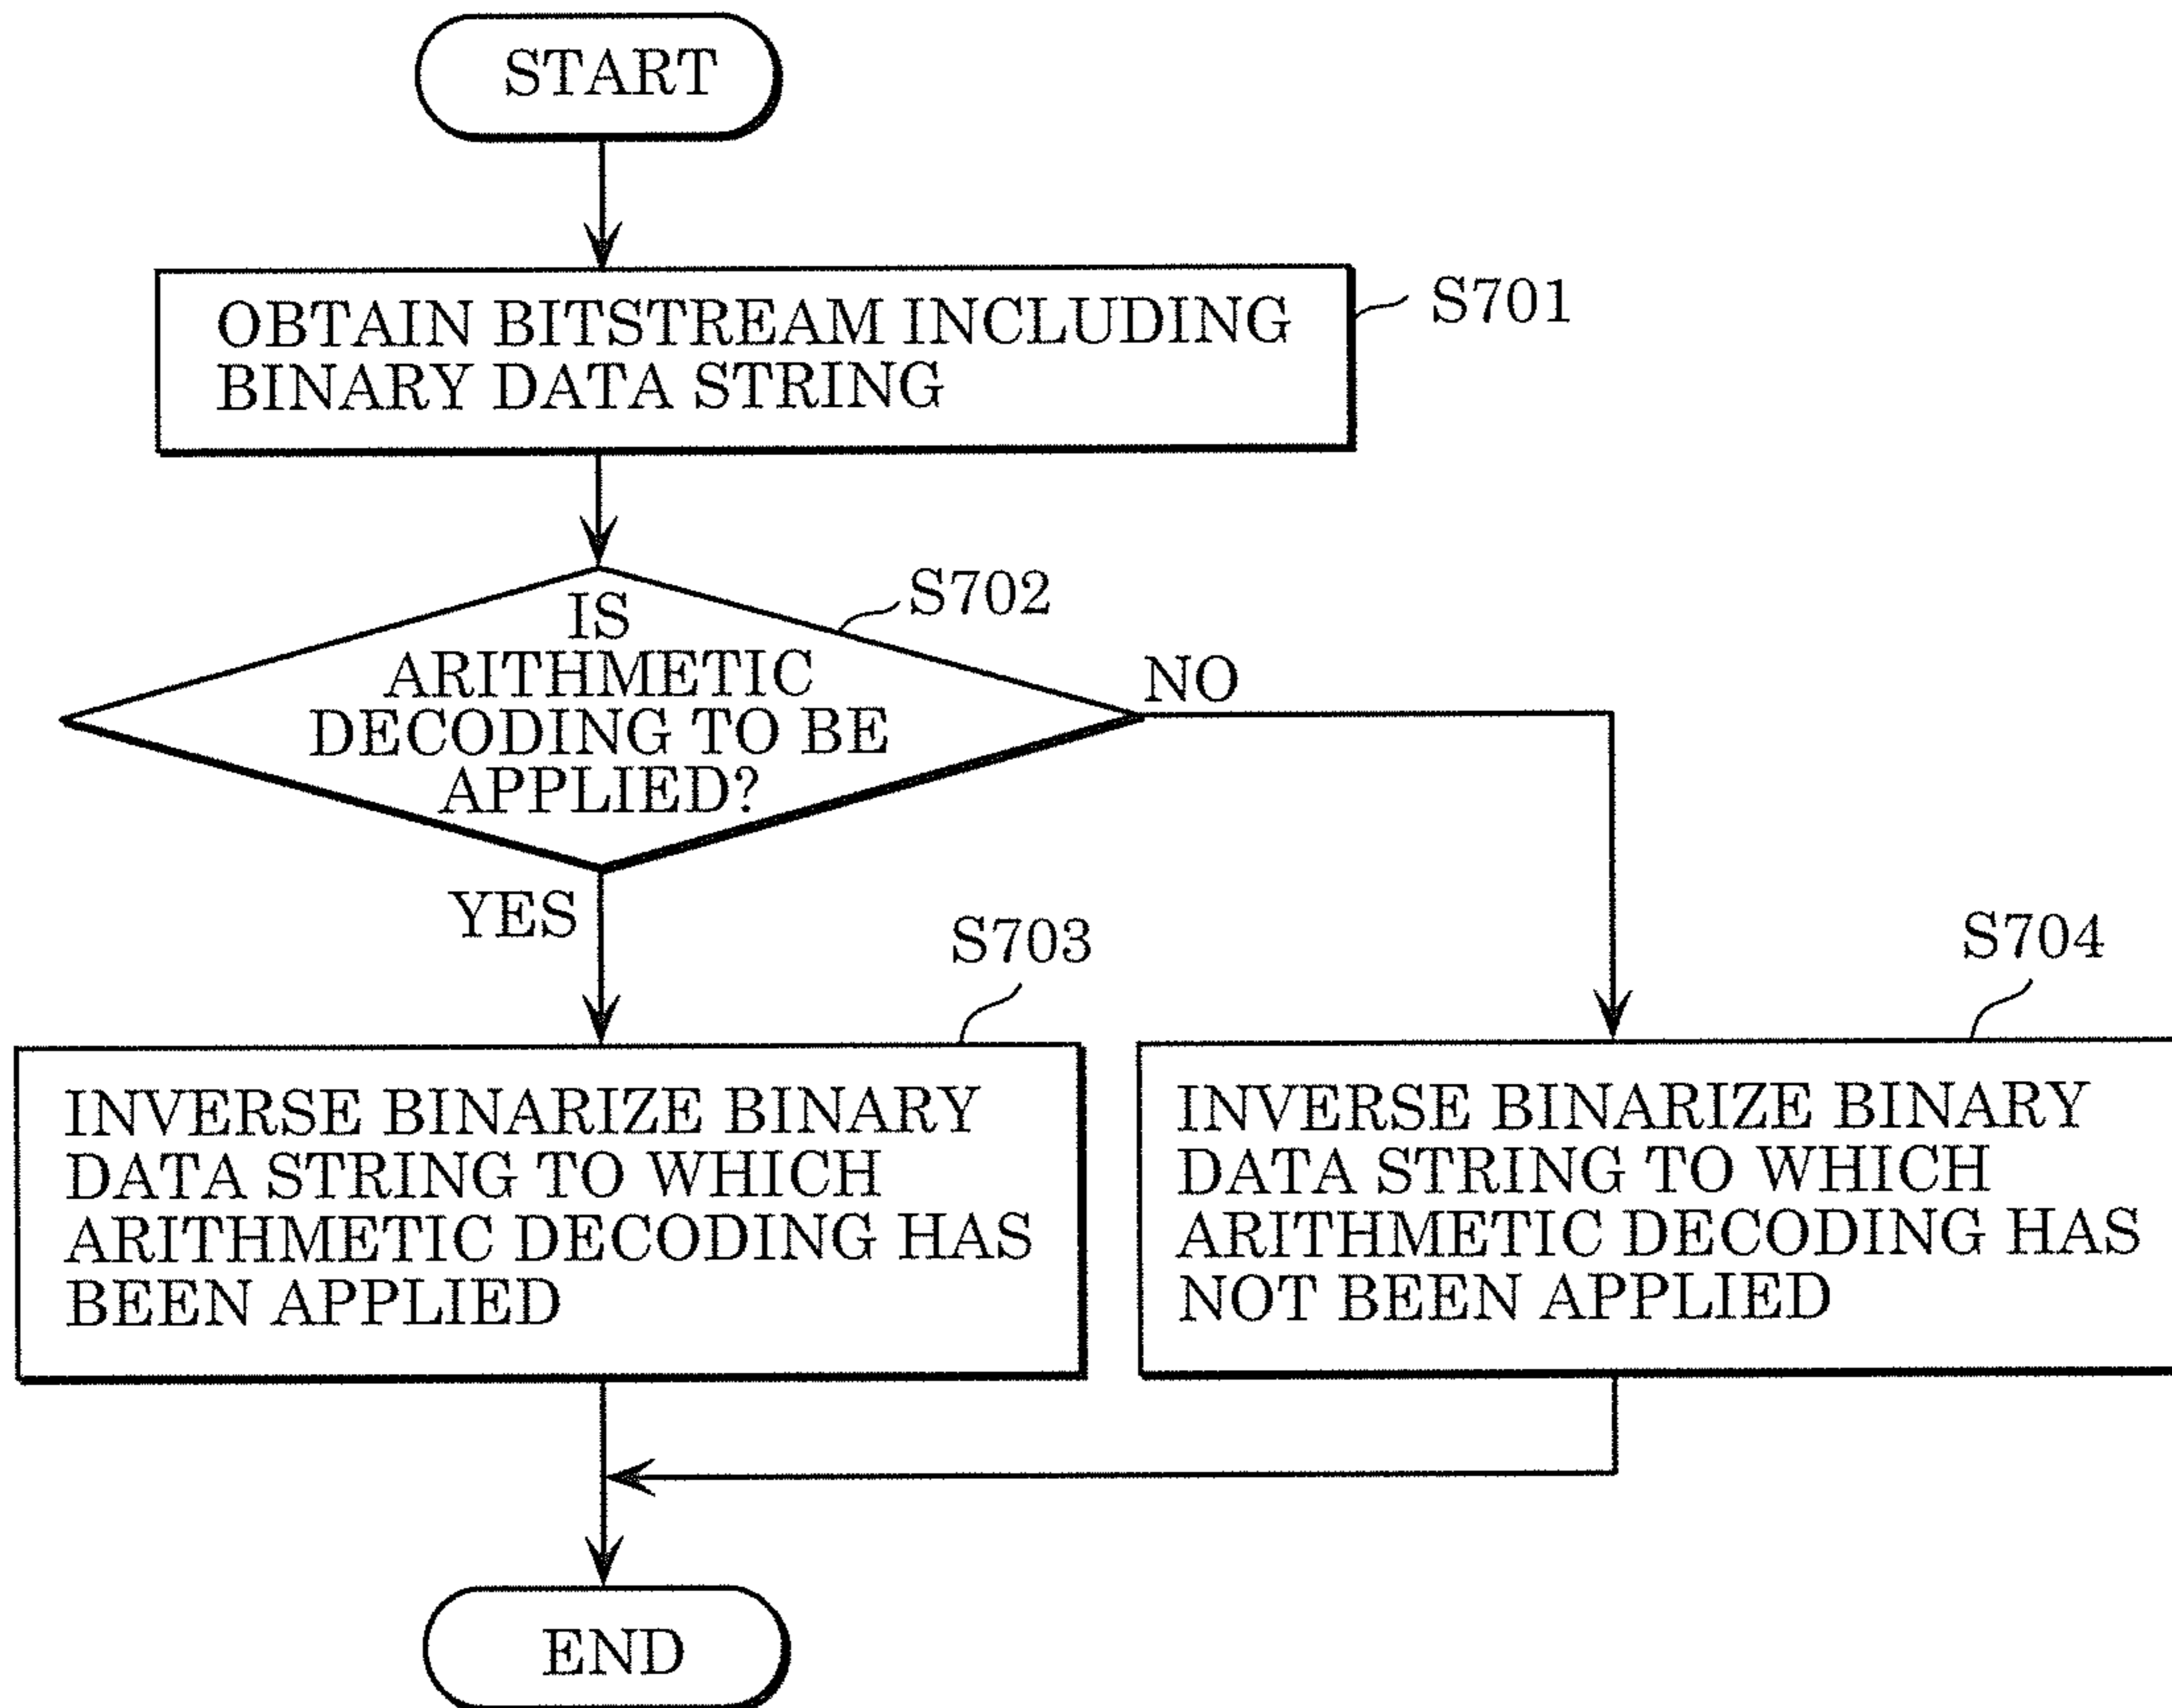 START
OBTAIN BITSTREAM INCLUDING
BINARY DATA STRING
S701
S702
IS
ARITHMETIC
DECODING TO BE
APPLIED?
NO
YES
S703
INVERSE BINARIZE BINARY
DATA STRING TO WHICH
ARITHMETIC DECODING HAS
BEEN APPLIED
S704
INVERSE BINARIZE BINARY
DATA STRING TO WHICH
ARITHMETIC DECODING HAS
NOT BEEN APPLIED
END